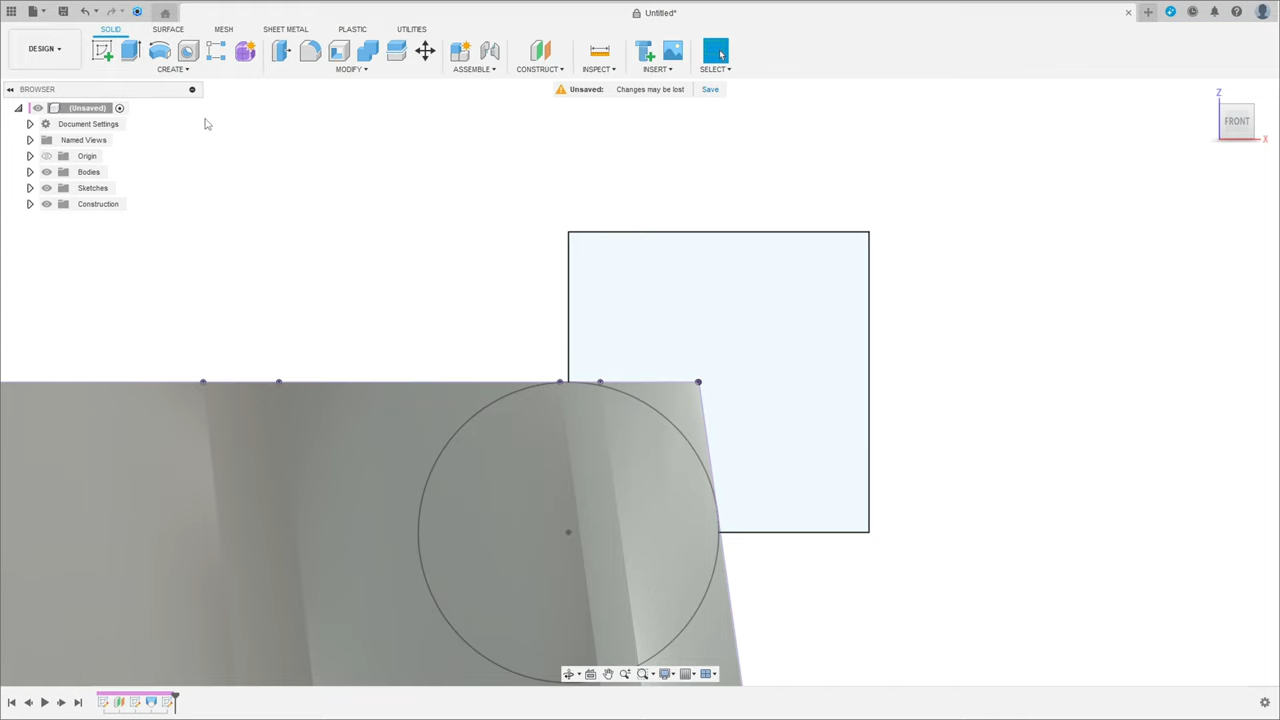 Untitled*
SOLID SURFACE MESH SHEET METAL PLASTIC UTILITIES
DESIGN
CREATE MODIFY ASSEMBLE CONSTRUCT INSPECT INSERT SELECT
BROWSER
Unsaved: Changes may be lost Save
(Unsaved)
Document Settings
Named Views
Origin
Bodies
Sketches
Construction
Z
FRONT
X